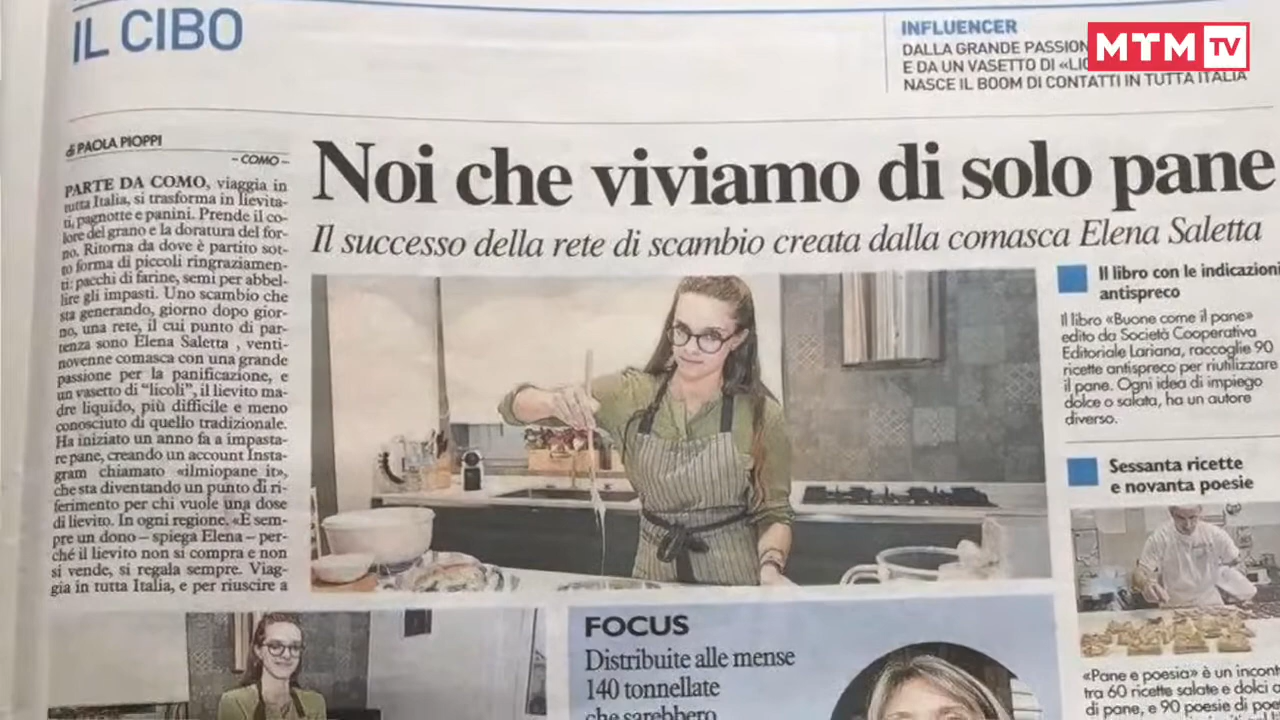 IL CIBO
INFLUENCER
DALLA GRANDE PASSION
E DA UN VASETTO DI
NASCE IL BOOM DI CONTATTI IN TUTTA ITALIA
MTM TV
di PAOLA PIOPPI
– COMO –
PARTE DA COMO, viaggia in
tutta Italia, si trasforma in lievita-
ti, pagnotte e panini. Prende il co-
lore del grano e la doratura del for-
no. Ritorna da dove è partito sot-
to forma di piccoli ringraziamen-
ti: pacchi di farine, semi per abbel-
lire gli impasti. Uno scambio che
sta generando, giorno dopo gior-
no, una rete, il cui punto di par-
tenza sono Elena Saletta , venti-
novenne comasca con una grande
passione per la panificazione, e
un vasetto di "licoli", il lievito ma-
dre liquido, più difficile e meno
conosciuto di quello tradizionale.
Ha iniziato un anno fa a impasta-
re pane, creando un account Insta-
gram chiamato «ilmiopane_it»,
che sta diventando un punto di ri-
ferimento per chi vuole una dose
di lievito. In ogni regione. «È sem-
pre un dono – spiega Elena – per-
ché il lievito non si compra e non
si vende, si regala sempre. Viag-
gia in tutta Italia, e per riuscire a
Noi che viviamo di solo pane
Il successo della rete di scambio creata dalla comasca Elena Saletta
Il libro con le indicazioni
antispreco
Il libro «Buone come il pane»
edito da Società Cooperativa
Editoriale Lariana, raccoglie 90
ricette antispreco per riutilizzare
il pane. Ogni idea di impiego
dolce o salata, ha un autore
diverso.
Sessanta ricette
e novanta poesie
«Pane e poesia» è un incont
tra 60 ricette salate e dolci a
di pane, e 90 poesie di poe
FOCUS
Distribuite alle mense
140 tonnellate
che sarebbero